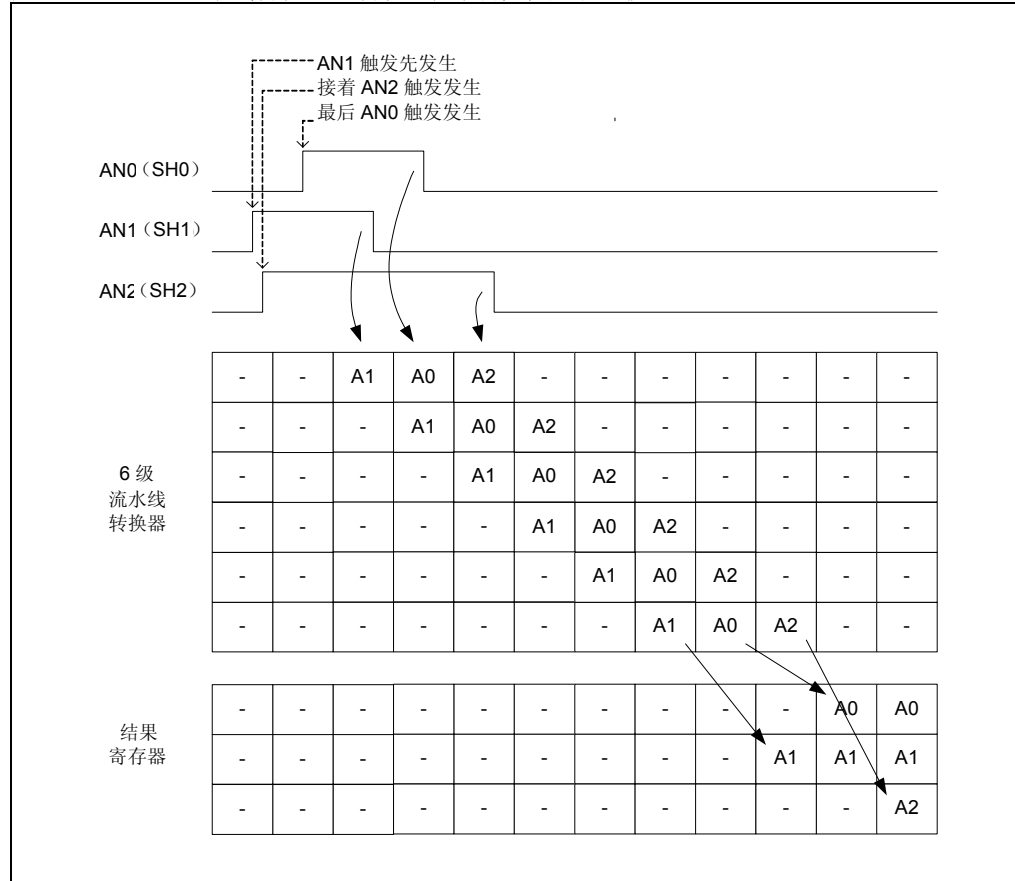 AN1 触发先发生
接着 AN2 触发发生
最后 AN0 触发发生
AN0（SH0）
AN1（SH1）
AN2（SH2）
- - A1 A0 A2 - - - - - - -
- - - A1 A0 A2 - - - - - -
- - - - A1 A0 A2 - - - - -
- - - - - A1 A0 A2 - - - -
- - - - - - A1 A0 A2 - - -
- - - - - - - A1 A0 A2 - -
6 级
流水线
转换器
- - - - - - - - - - A0 A0
- - - - - - - - - A1 A1 A1
- - - - - - - - - - - A2
结果
寄存器